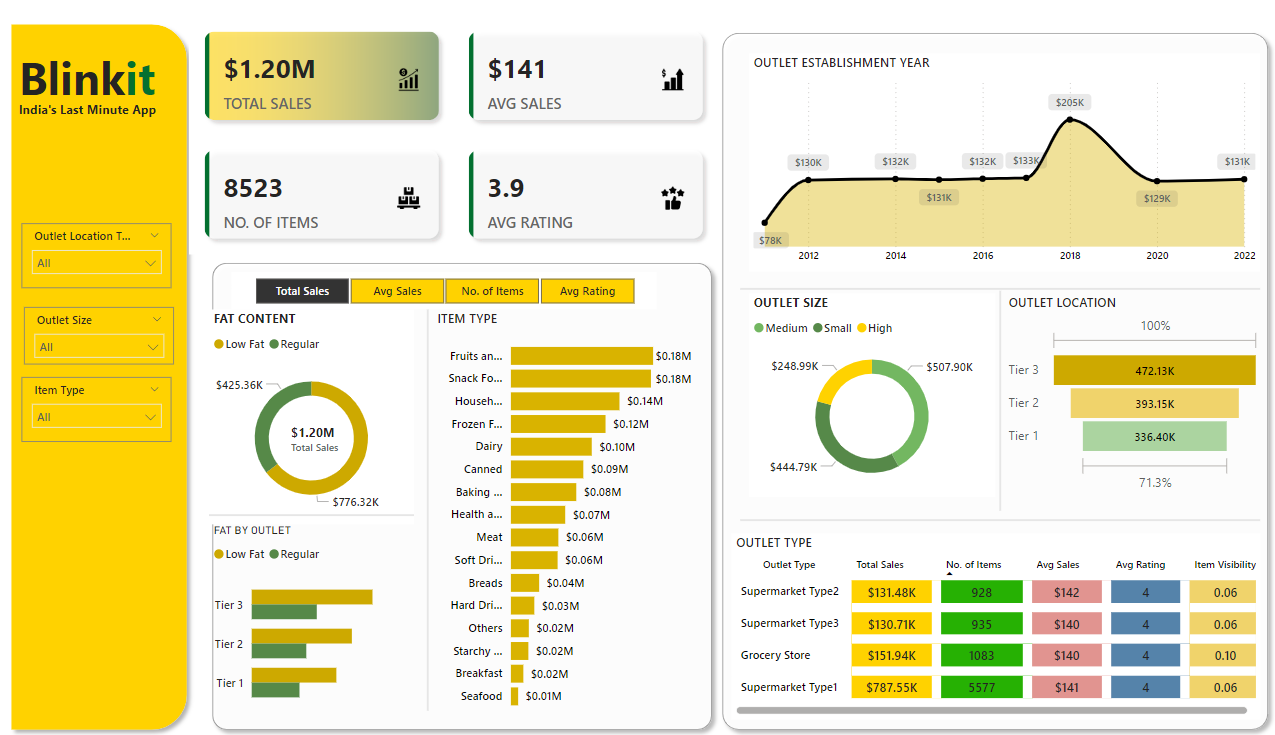 Blinkit
India's Last Minute App
Outlet Location T...
All
Outlet Size
All
Item Type
All
$1.20M
TOTAL SALES
$141
AVG SALES
8523
NO. OF ITEMS
3.9
AVG RATING
Total Sales Avg Sales No. of Items Avg Rating
FAT CONTENT
Low Fat Regular
$425.36K
$1.20M
Total Sales
$776.32K
FAT BY OUTLET
Low Fat Regular
Tier 3
Tier 2
Tier 1
ITEM TYPE
Fruits an... $0.18M
Snack Fo... $0.18M
Househ... $0.14M
Frozen F... $0.12M
Dairy $0.10M
Canned $0.09M
Baking ... $0.08M
Health a... $0.07M
Meat $0.06M
Soft Dri... $0.06M
Breads $0.04M
Hard Dri... $0.03M
Others $0.02M
Starchy ... $0.02M
Breakfast $0.02M
Seafood $0.01M
OUTLET ESTABLISHMENT YEAR
$205K
$130K $132K $132K $133K $131K
$131K $129K
$78K
2012 2014 2016 2018 2020 2022
OUTLET SIZE
Medium Small High
$248.99K $507.90K
$444.79K
OUTLET LOCATION
100%
Tier 3 472.13K
Tier 2 393.15K
Tier 1 336.40K
71.3%
OUTLET TYPE
Outlet Type Total Sales No. of Items Avg Sales Avg Rating Item Visibility
Supermarket Type2 $131.48K 928 $142 4 0.06
Supermarket Type3 $130.71K 935 $140 4 0.06
Grocery Store $151.94K 1083 $140 4 0.10
Supermarket Type1 $787.55K 5577 $141 4 0.06